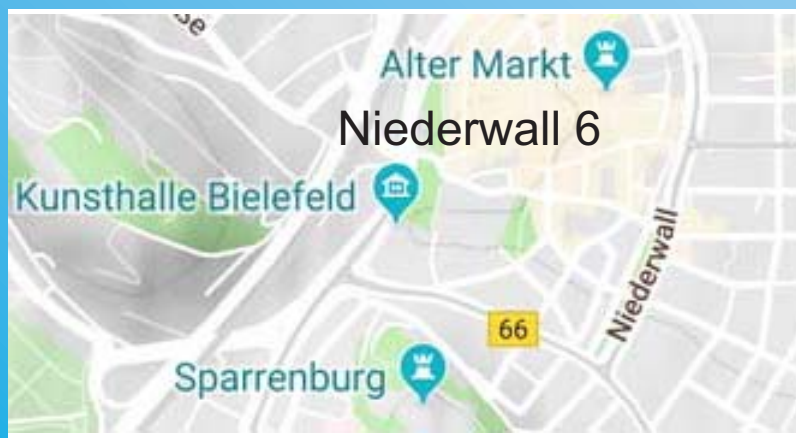 Alter Markt
Niederwall 6
Kunsthalle Bielefeld
Niederwall
66
Sparrenburg